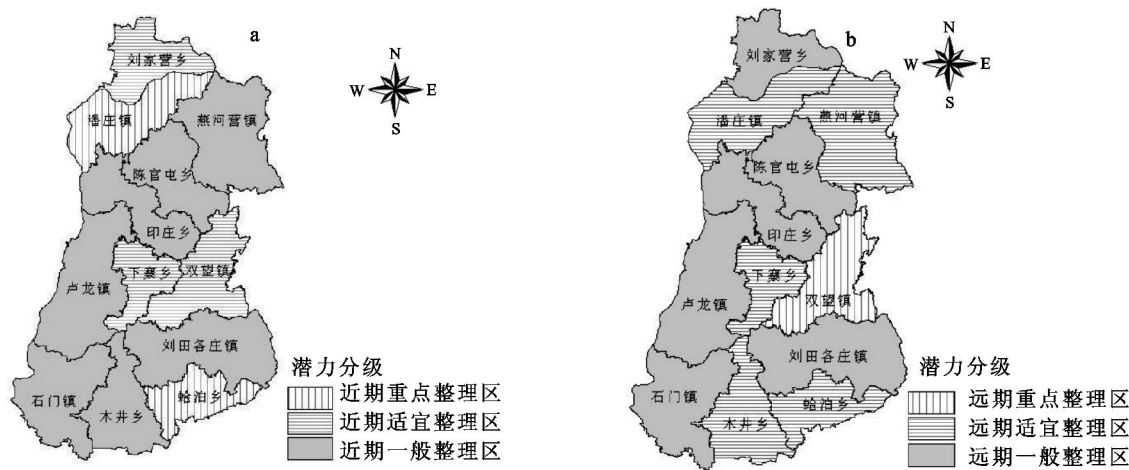 a
N
W
E
S
刘家营乡
潘庄镇
燕河营镇
陈官屯乡
印庄乡
下寨乡
双望镇
卢龙镇
刘田各庄镇
石门镇
木井乡
蛤泊乡
潜力分级
近期重点整理区
近期适宜整理区
近期一般整理区
b
N
W
E
S
刘家营乡
潘庄镇
燕河营镇
陈官屯乡
印庄乡
下寨乡
双望镇
卢龙镇
刘田各庄镇
石门镇
木井乡
蛤泊乡
潜力分级
远期重点整理区
远期适宜整理区
远期一般整理区